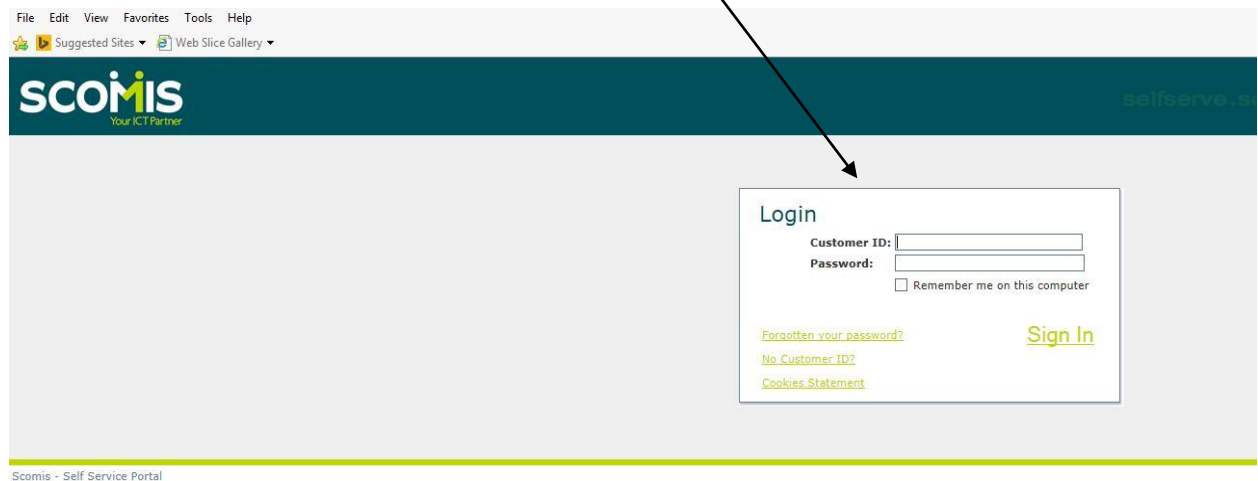 File Edit View Favorites Tools Help
Suggested Sites Web Slice Gallery
SCOMIS
Your ICT Partner
selfserve.sc
Login
Customer ID:
Password:
Remember me on this computer
Forgotten your password?
Sign In
No Customer ID?
Cookies Statement
Scomis - Self Service Portal